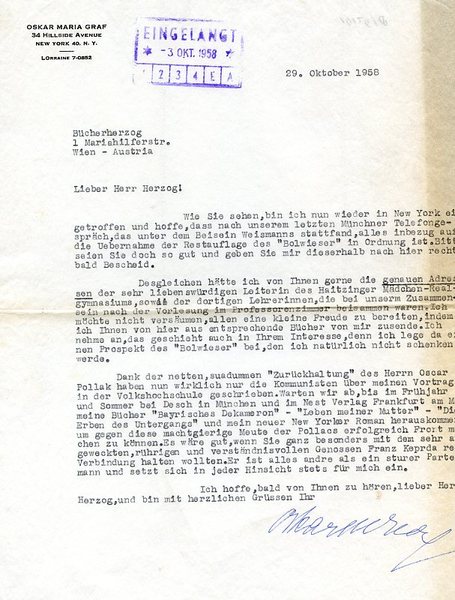 OSKAR MARIA GRAF
34 HILLSIDE AVENUE
NEW YORK 40, N. Y.
LORRAINE 7-0852
EINGELANGT
* -3 OKT. 1958 *
1 2 3 4 E A
29. Oktober 1958
Bücherherzog
1 Mariahilferstr.
Wien - Austria
Lieber Herr Herzog!
Wie Sie sehen,bin ich nun wieder in New York ei
getroffen und hoffe,dass nach unserem letzten Münchner Telefonge-
spräch,das unter dem Beisein Weismanns stattfand,alles inbezug auf
die Uebernahme der Restauflage des "Bolwieser" in Ordnung ist.Bitt
seien Sie doch so gut und geben Sie mir dieserhalb nach hier recht
bald Bescheid.
Desgleichen hätte ich von Ihnen gerne die genauen Adres
sen der sehr liebenswürdigen Leiterin des Haitzinger Mädchen-Real-
gymnasiums,sowie der dortigen Lehrerinnen,die bei unserem Zusammen-
sein nach der Vorlesung im Professorenzimmer beisammen waren.Ich
möchte nicht versäumen,allen eine kleine Freude zu bereiten,indem
ich Ihnen von hier aus entsprechende Bücher von mir zusende.Ich
nehme an,das geschieht auch in Ihrem Interesse,denn ich lege da ei
nen Prospekt des "Bolwieser" bei,den ich natürlich nicht schenken
werde.
Dank der netten, "Zurückhaltung" des Herrn Oscar
Pollak haben nun wirklich nur die Kommunisten über meinen Vortrag
in der Volkshochschule geschrieben.Warten wir ab,bis im Frühjahr
und Sommer bei Desch in München und im Nest Verlag Frankfurt am M
meine Bücher "Bayrisches Dekameron" - "Leben meiner Mutter" - "Die
Erben des Untergangs" und mein neuer New Yorker Roman herauskommen
um gegen diese machtgierige Meute der Pollacs erfolgreich Front m
chen zu können.Es wäre gut,wenn Sie ganz besonders mit dem sehr a
geweckten,rührigen und verständnisvollen Genossen Franz Keprda re
Verbindung halten wollten.Er ist alles andre als ein sturer Parte
mann und setzt sich in jeder Hinsicht stets für mich ein.
Ich hoffe,bald von Ihnen zu hören,lieber Her
Herzog,und bin mit herzlichen Grüssen Ihr